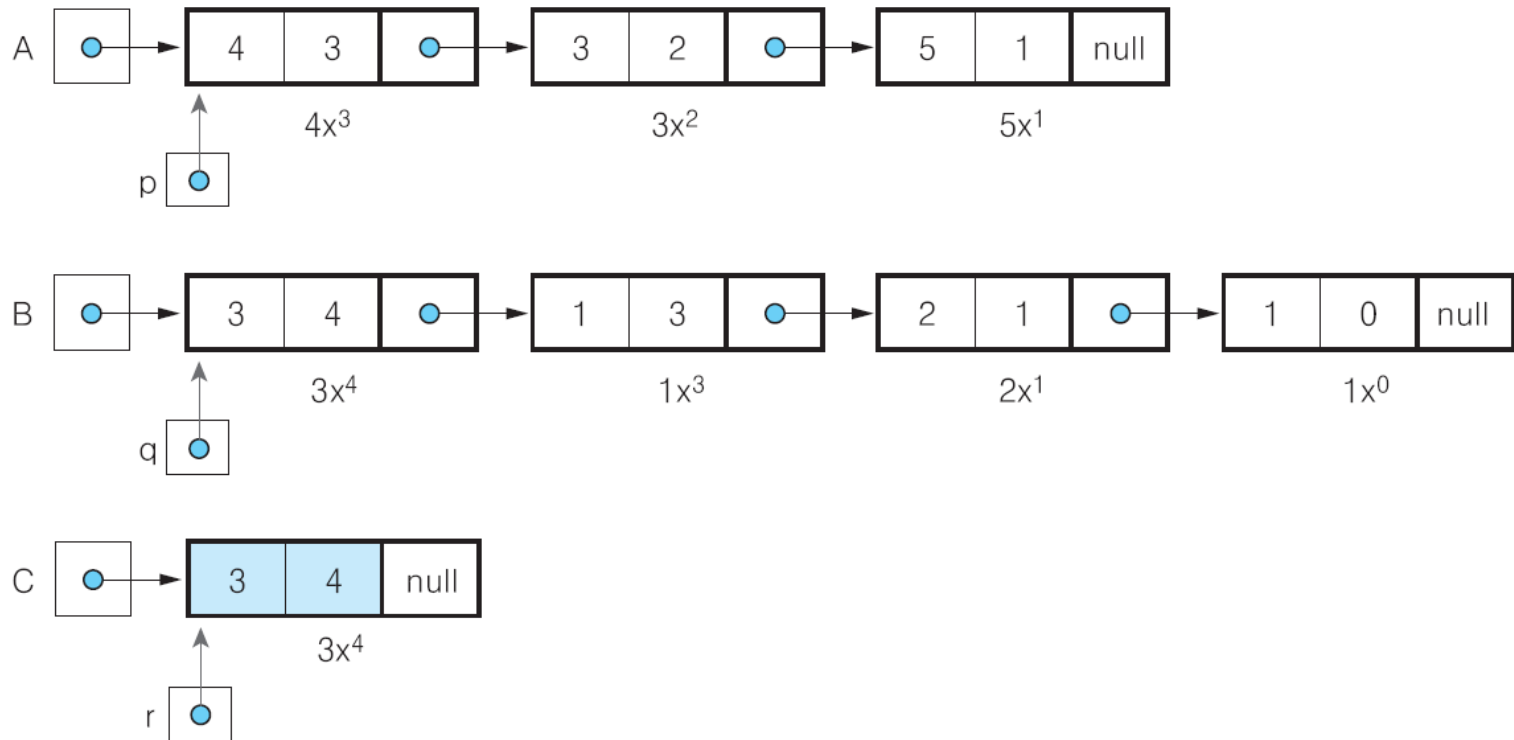 A 4 3 3 2 5 1 null
4x³ 3x² 5x¹
p
B 3 4 1 3 2 1 1 0 null
3x⁴ 1x³ 2x¹ 1x⁰
q
C 3 4 null
3x⁴
r